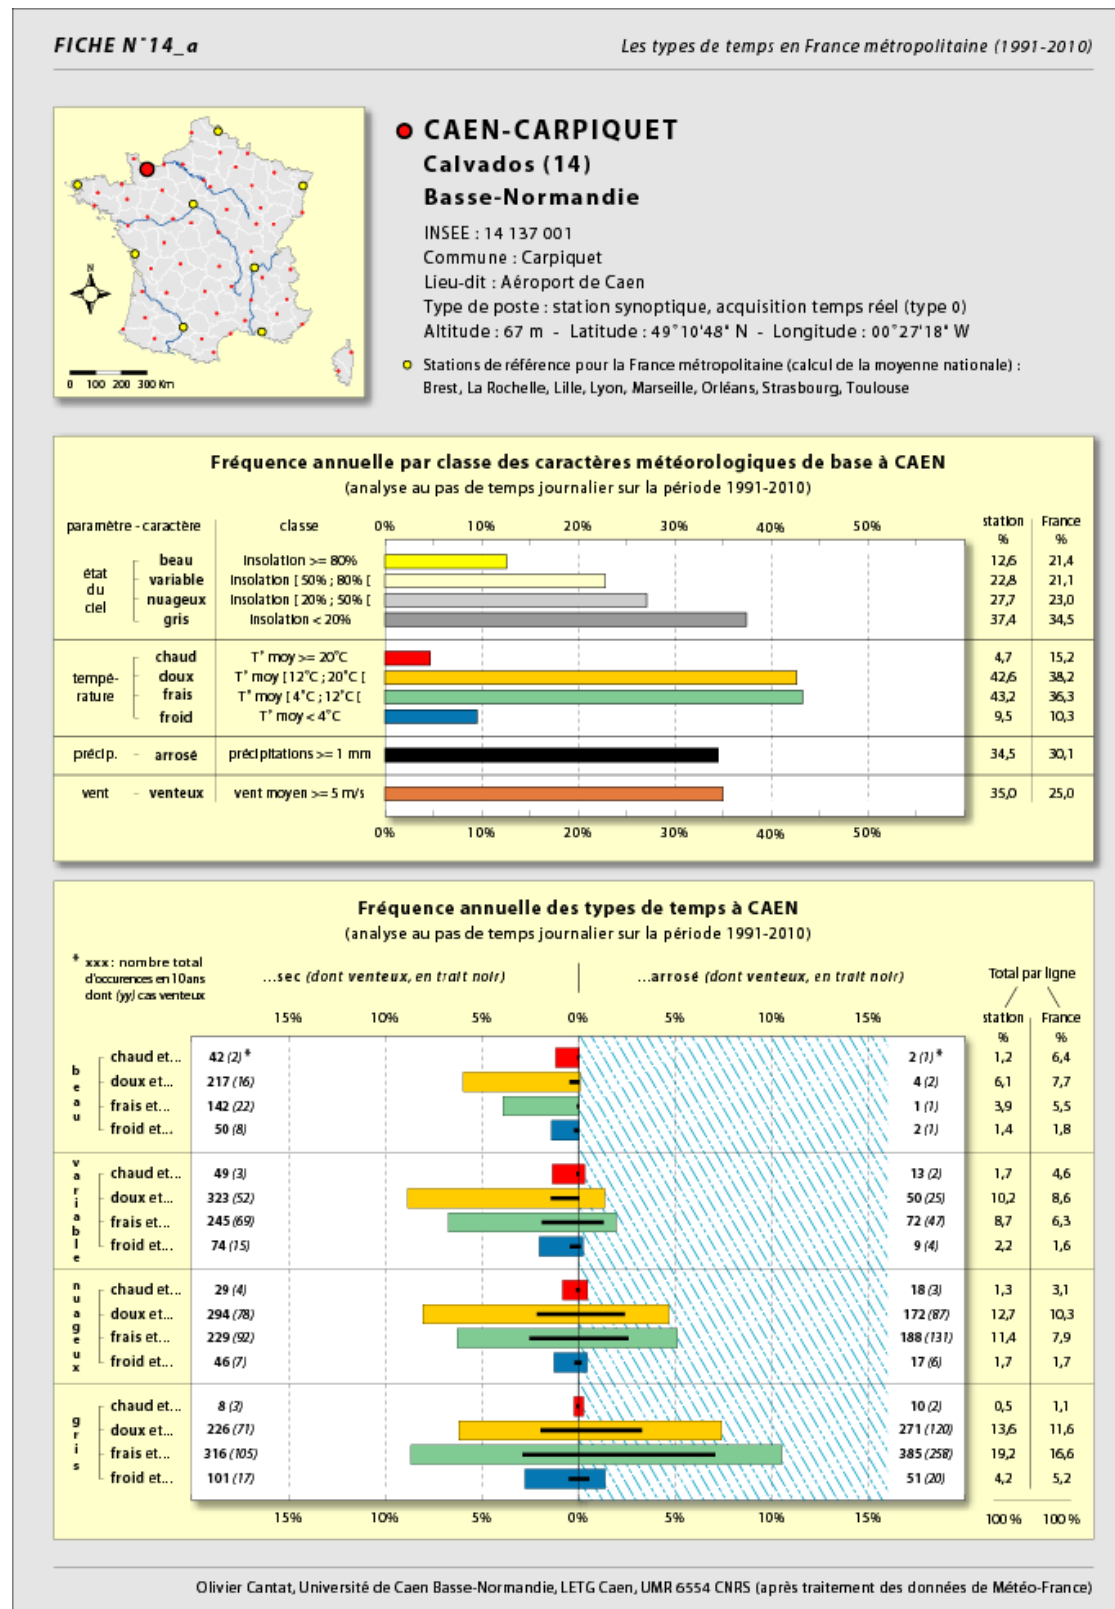 FICHE N°14_a
Les types de temps en France métropolitaine (1991-2010)
N
0 100 200 300 Km
CAEN-CARPIQUET
Calvados (14)
Basse-Normandie
INSEE : 14 137 001
Commune : Carpiquet
Lieu-dit : Aéroport de Caen
Type de poste : station synoptique, acquisition temps réel (type 0)
Altitude : 67 m - Latitude : 49°10'48" N - Longitude : 00°27'18" W
Stations de référence pour la France métropolitaine (calcul de la moyenne nationale) :
Brest, La Rochelle, Lille, Lyon, Marseille, Orléans, Strasbourg, Toulouse
Fréquence annuelle par classe des caractères météorologiques de base à CAEN
(analyse au pas de temps journalier sur la période 1991-2010)
paramètre - caractère classe 0% 10% 20% 30% 40% 50% station % France %
état du ciel
beau Insolation >= 80% 12,6 21,4
variable Insolation [ 50% ; 80% [ 22,8 21,1
nuageux Insolation [ 20% ; 50% [ 27,7 23,0
gris Insolation < 20% 37,4 34,5
tempé-rature
chaud T° moy >= 20°C 4,7 15,2
doux T° moy [ 12°C ; 20°C [ 42,6 38,2
frais T° moy [ 4°C ; 12°C [ 43,2 36,3
froid T° moy < 4°C 9,5 10,3
précip. - arrosé précipitations >= 1 mm 34,5 30,1
vent - venteux vent moyen >= 5 m/s 35,0 25,0
0% 10% 20% 30% 40% 50%
Fréquence annuelle des types de temps à CAEN
(analyse au pas de temps journalier sur la période 1991-2010)
* xxx : nombre total
d'occurences en 10 ans
dont (yy) cas venteux
...sec (dont venteux, en trait noir) ...arrosé (dont venteux, en trait noir)
Total par ligne
15% 10% 5% 0% 5% 10% 15% station % France %
beau
chaud et... 42 (2) * 2 (1) * 1,2 6,4
doux et... 217 (16) 4 (2) 6,1 7,7
frais et... 142 (22) 1 (1) 3,9 5,5
froid et... 50 (8) 2 (1) 1,4 1,8
variable
chaud et... 49 (3) 13 (2) 1,7 4,6
doux et... 323 (52) 50 (25) 10,2 8,6
frais et... 245 (69) 72 (47) 8,7 6,3
froid et... 74 (15) 9 (4) 2,2 1,6
nuageux
chaud et... 29 (4) 18 (3) 1,3 3,1
doux et... 294 (78) 172 (87) 12,7 10,3
frais et... 229 (92) 188 (131) 11,4 7,9
froid et... 46 (7) 17 (6) 1,7 1,7
gris
chaud et... 8 (3) 10 (2) 0,5 1,1
doux et... 226 (71) 271 (120) 13,6 11,6
frais et... 316 (105) 385 (258) 19,2 16,6
froid et... 101 (17) 51 (20) 4,2 5,2
15% 10% 5% 0% 5% 10% 15% 100 % 100 %
Olivier Cantat, Université de Caen Basse-Normandie, LETG Caen, UMR 6554 CNRS (après traitement des données de Météo-France)